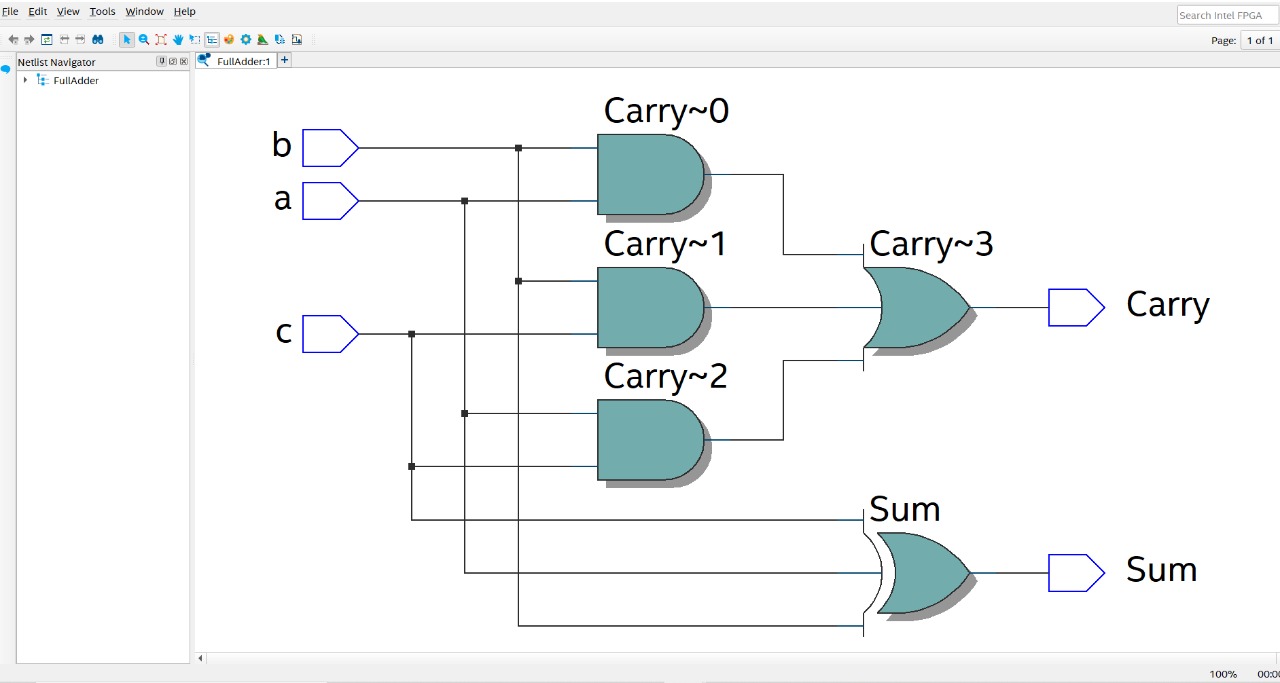 File Edit View Tools Window Help
Search Intel FPGA
Page: 1 of 1
Netlist Navigator
FullAdder:1 +
FullAdder
Carry~0
b
a
Carry~1
Carry~3
Carry
c
Carry~2
Sum
Sum
100% 00:0